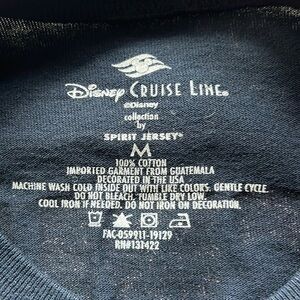 Disney CRUISE LINE®
©Disney
collection
by
SPIRIT JERSEY®
M
100% COTTON
IMPORTED GARMENT FROM GUATEMALA
DECORATED IN THE USA
MACHINE WASH COLD INSIDE OUT WITH LIKE COLORS. GENTLE CYCLE.
DO NOT BLEACH. TUMBLE DRY LOW.
COOL IRON IF NEEDED. DO NOT IRON ON DECORATION.
FAC-059911-19129
RN#131422